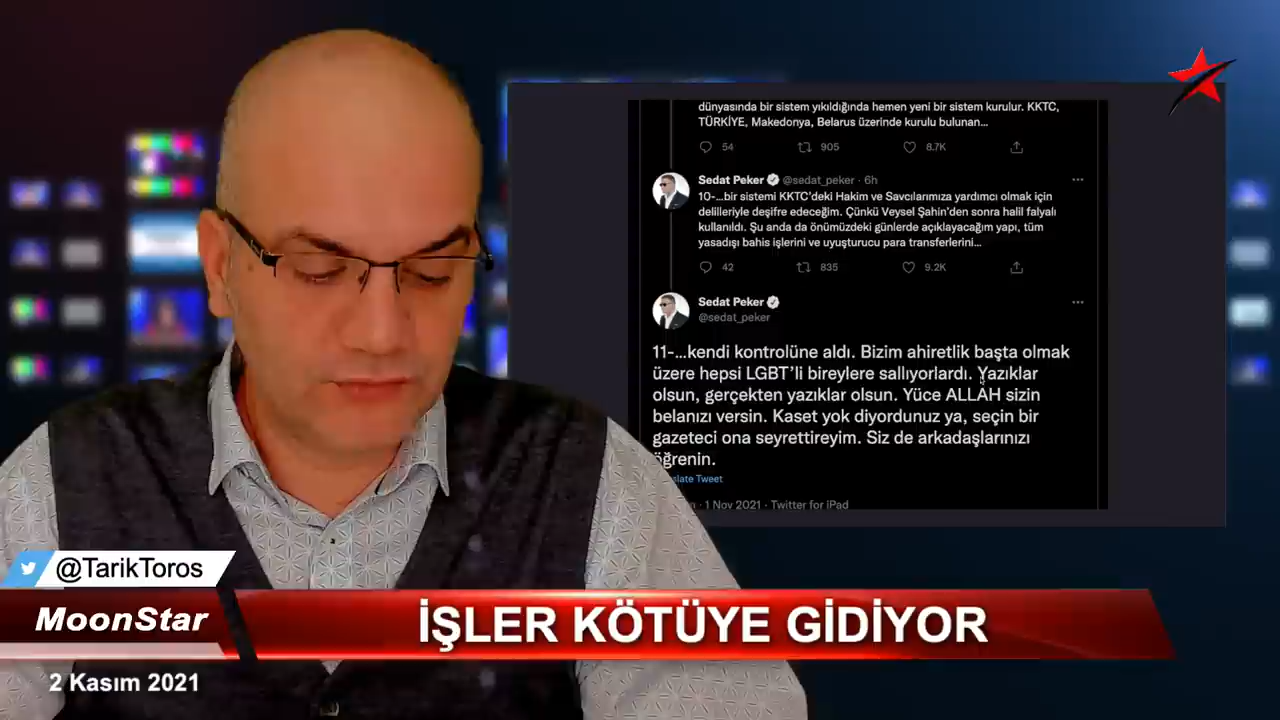 dünyasında bir sistem yıkıldığında hemen yeni bir sistem kurulur. KKTC,
TÜRKİYE, Makedonya, Belarus üzerinde kurulu bulunan...
54 905 8.7K
Sedat Peker @sedat_peker · 6h
10-...bir sistemi KKTC'deki Hakim ve Savcılarımıza yardımcı olmak için
delilleriyle deşifre edeceğim. Çünkü Veysel Şahin'den sonra halil falyalı
kullanıldı. Şu anda da önümüzdeki günlerde açıklayacağım yapı, tüm
yasadışı bahis işlerini ve uyuşturucu para transferlerini...
42 835 9.2K
Sedat Peker
@sedat_peker
11-...kendi kontrolüne aldı. Bizim ahiretlik başta olmak
üzere hepsi LGBT'li bireylere sallıyorlardı. Yazıklar
olsun, gerçekten yazıklar olsun. Yüce ALLAH sizin
belanızı versin. Kaset yok diyordunuz ya, seçin bir
gazeteci ona seyrettireyim. Siz de arkadaşlarınızı
öğrenin.
slate Tweet
· 1 Nov 2021 · Twitter for iPad
@TarikToros
MoonStar
İŞLER KÖTÜYE GİDİYOR
2 Kasım 2021